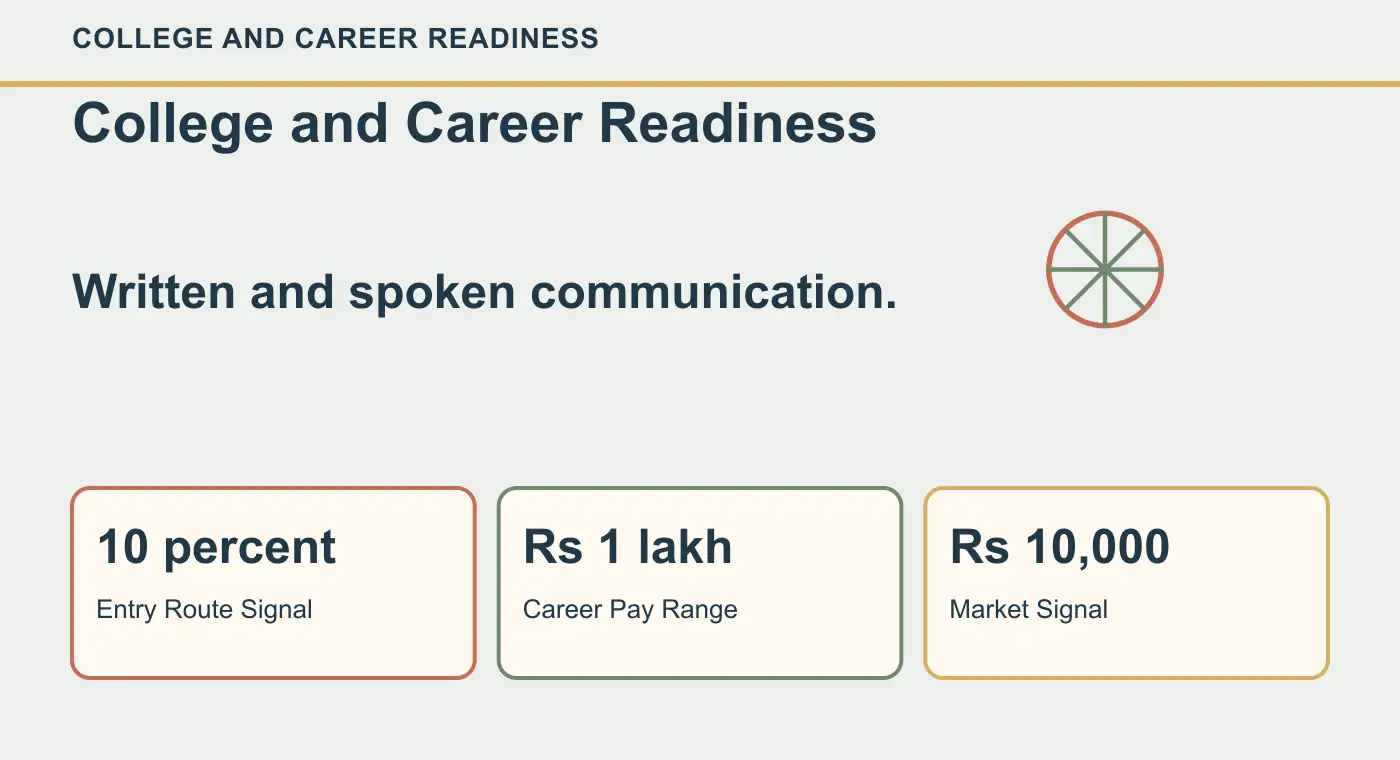 COLLEGE AND CAREER READINESS
College and Career Readiness
Written and spoken communication.
10 percent
Entry Route Signal
Rs 1 lakh
Career Pay Range
Rs 10,000
Market Signal